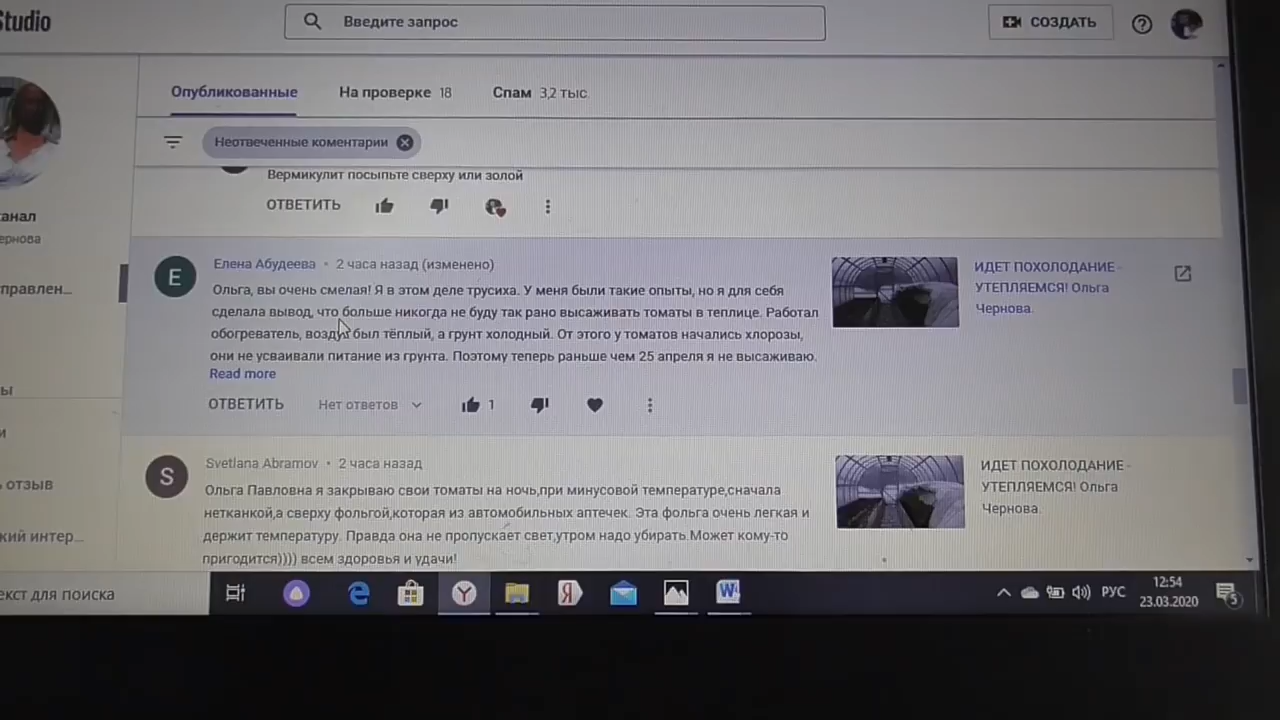 Studio
Введите запрос
СОЗДАТЬ
Опубликованные
На проверке 18
Спам 3,2 тыс.
Неотвеченные коментарии
Вермикулит посыпьте сверху или золой
ОТВЕТИТЬ
канал
ернова
правлен...
ы
и
отзыв
кий интер...
E
Елена Абудеева • 2 часа назад (изменено)
Ольга, вы очень смелая! Я в этом деле трусиха. У меня были такие опыты, но я для себя
сделала вывод, что больше никогда не буду так рано высаживать томаты в теплице. Работал
обогреватель, воздух был тёплый, а грунт холодный. От этого у томатов начались хлорозы,
они не усваивали питание из грунта. Поэтому теперь раньше чем 25 апреля я не высаживаю.
Read more
ОТВЕТИТЬ
Нет ответов
1
ИДЕТ ПОХОЛОДАНИЕ -
УТЕПЛЯЕМСЯ! Ольга
Чернова.
S
Svetlana Abramov • 2 часа назад
Ольга Павловна я закрываю свои томаты на ночь,при минусовой температуре,сначала
нетканкой,а сверху фольгой,которая из автомобильных аптечек. Эта фольга очень легкая и
держит температуру. Правда она не пропускает свет,утром надо убирать.Может кому-то
пригодится)))) всем здоровья и удачи!
ИДЕТ ПОХОЛОДАНИЕ -
УТЕПЛЯЕМСЯ! Ольга
Чернова.
екст для поиска
Я
W
РУС
12:54
23.03.2020
5